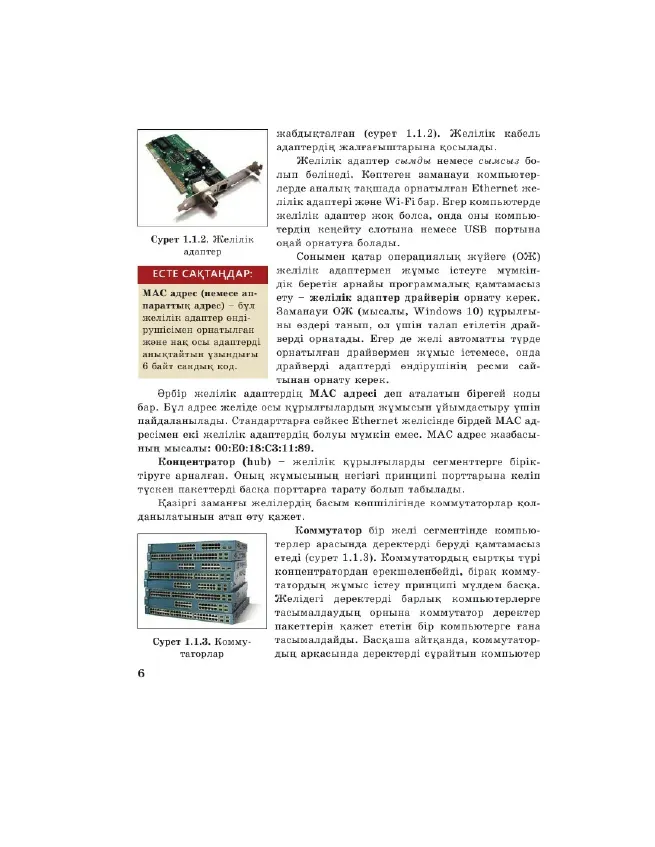 жабдықталған (сурет 1.1.2). Желілік кабель
адаптердің жалғағыштарына қосылады.
Желілік адаптер сымды немесе сымсыз бо-
лып бөлінеді. Көптеген заманауи компьютер-
лерде аналық тақшада орнатылған Ethernet же-
лілік адаптері және Wi-Fi бар. Егер компьютерде
желілік адаптер жоқ болса, онда оны компью-
тердің кеңейту слотына немесе USB портына
оңай орнатуға болады.
Сурет 1.1.2. Желілік
адаптер
Сонымен қатар операциялық жүйеге (ОЖ)
желілік адаптермен жұмыс істеуге мүмкін-
дік беретін арнайы программалық қамтамасыз
ету – желілік адаптер драйверін орнату керек.
Заманауи ОЖ (мысалы, Windows 10) құрылғы-
ны өздері танып, ол үшін талап етілетін драй-
верді орнатады. Егер де желі автоматты түрде
орнатылған драйвермен жұмыс істемесе, онда
драйверді адаптерді өндірушінің ресми сай-
тынан орнату керек.
ЕСТЕ САҚТАҢДАР:
MAC адрес (немесе ап-
параттық адрес) – бұл
желілік адаптер өнді-
рушісімен орнатылған
және нақ осы адаптерді
анықтайтын ұзындығы
6 байт сандық код.
Әрбір желілік адаптердің MAC адресі деп аталатын бірегей коды
бар. Бұл адрес желіде осы құрылғылардың жұмысын ұйымдастыру үшін
пайдаланылады. Стандарттарға сәйкес Ethernet желісінде бірдей MAC ад-
ресімен екі желілік адаптердің болуы мүмкін емес. MAC адрес жазбасы-
ның мысалы: 00:E0:18:C3:11:89.
Концентратор (hub) – желілік құрылғыларды сегменттерге бірік-
тіруге арналған. Оның жұмысының негізгі принципі порттарына келіп
түскен пакеттерді басқа порттарға тарату болып табылады.
Қазіргі заманғы желілердің басым көпшілігінде коммутаторлар қол-
данылатынын атап өту қажет.
Коммутатор бір желі сегментінде компью-
терлер арасында деректерді беруді қамтамасыз
етеді (сурет 1.1.3). Коммутатордың сыртқы түрі
концентратордан ерекшеленбейді, бірақ комму-
татордың жұмыс істеу принципі мүлдем басқа.
Желідегі деректерді барлық компьютерлерге
тасымалдаудың орнына коммутатор деректер
пакеттерін қажет ететін бір компьютерге ғана
тасымалдайды. Басқаша айтқанда, коммутатор-
дың арқасында деректерді сұрайтын компьютер
Сурет 1.1.3. Комму-
таторлар
6